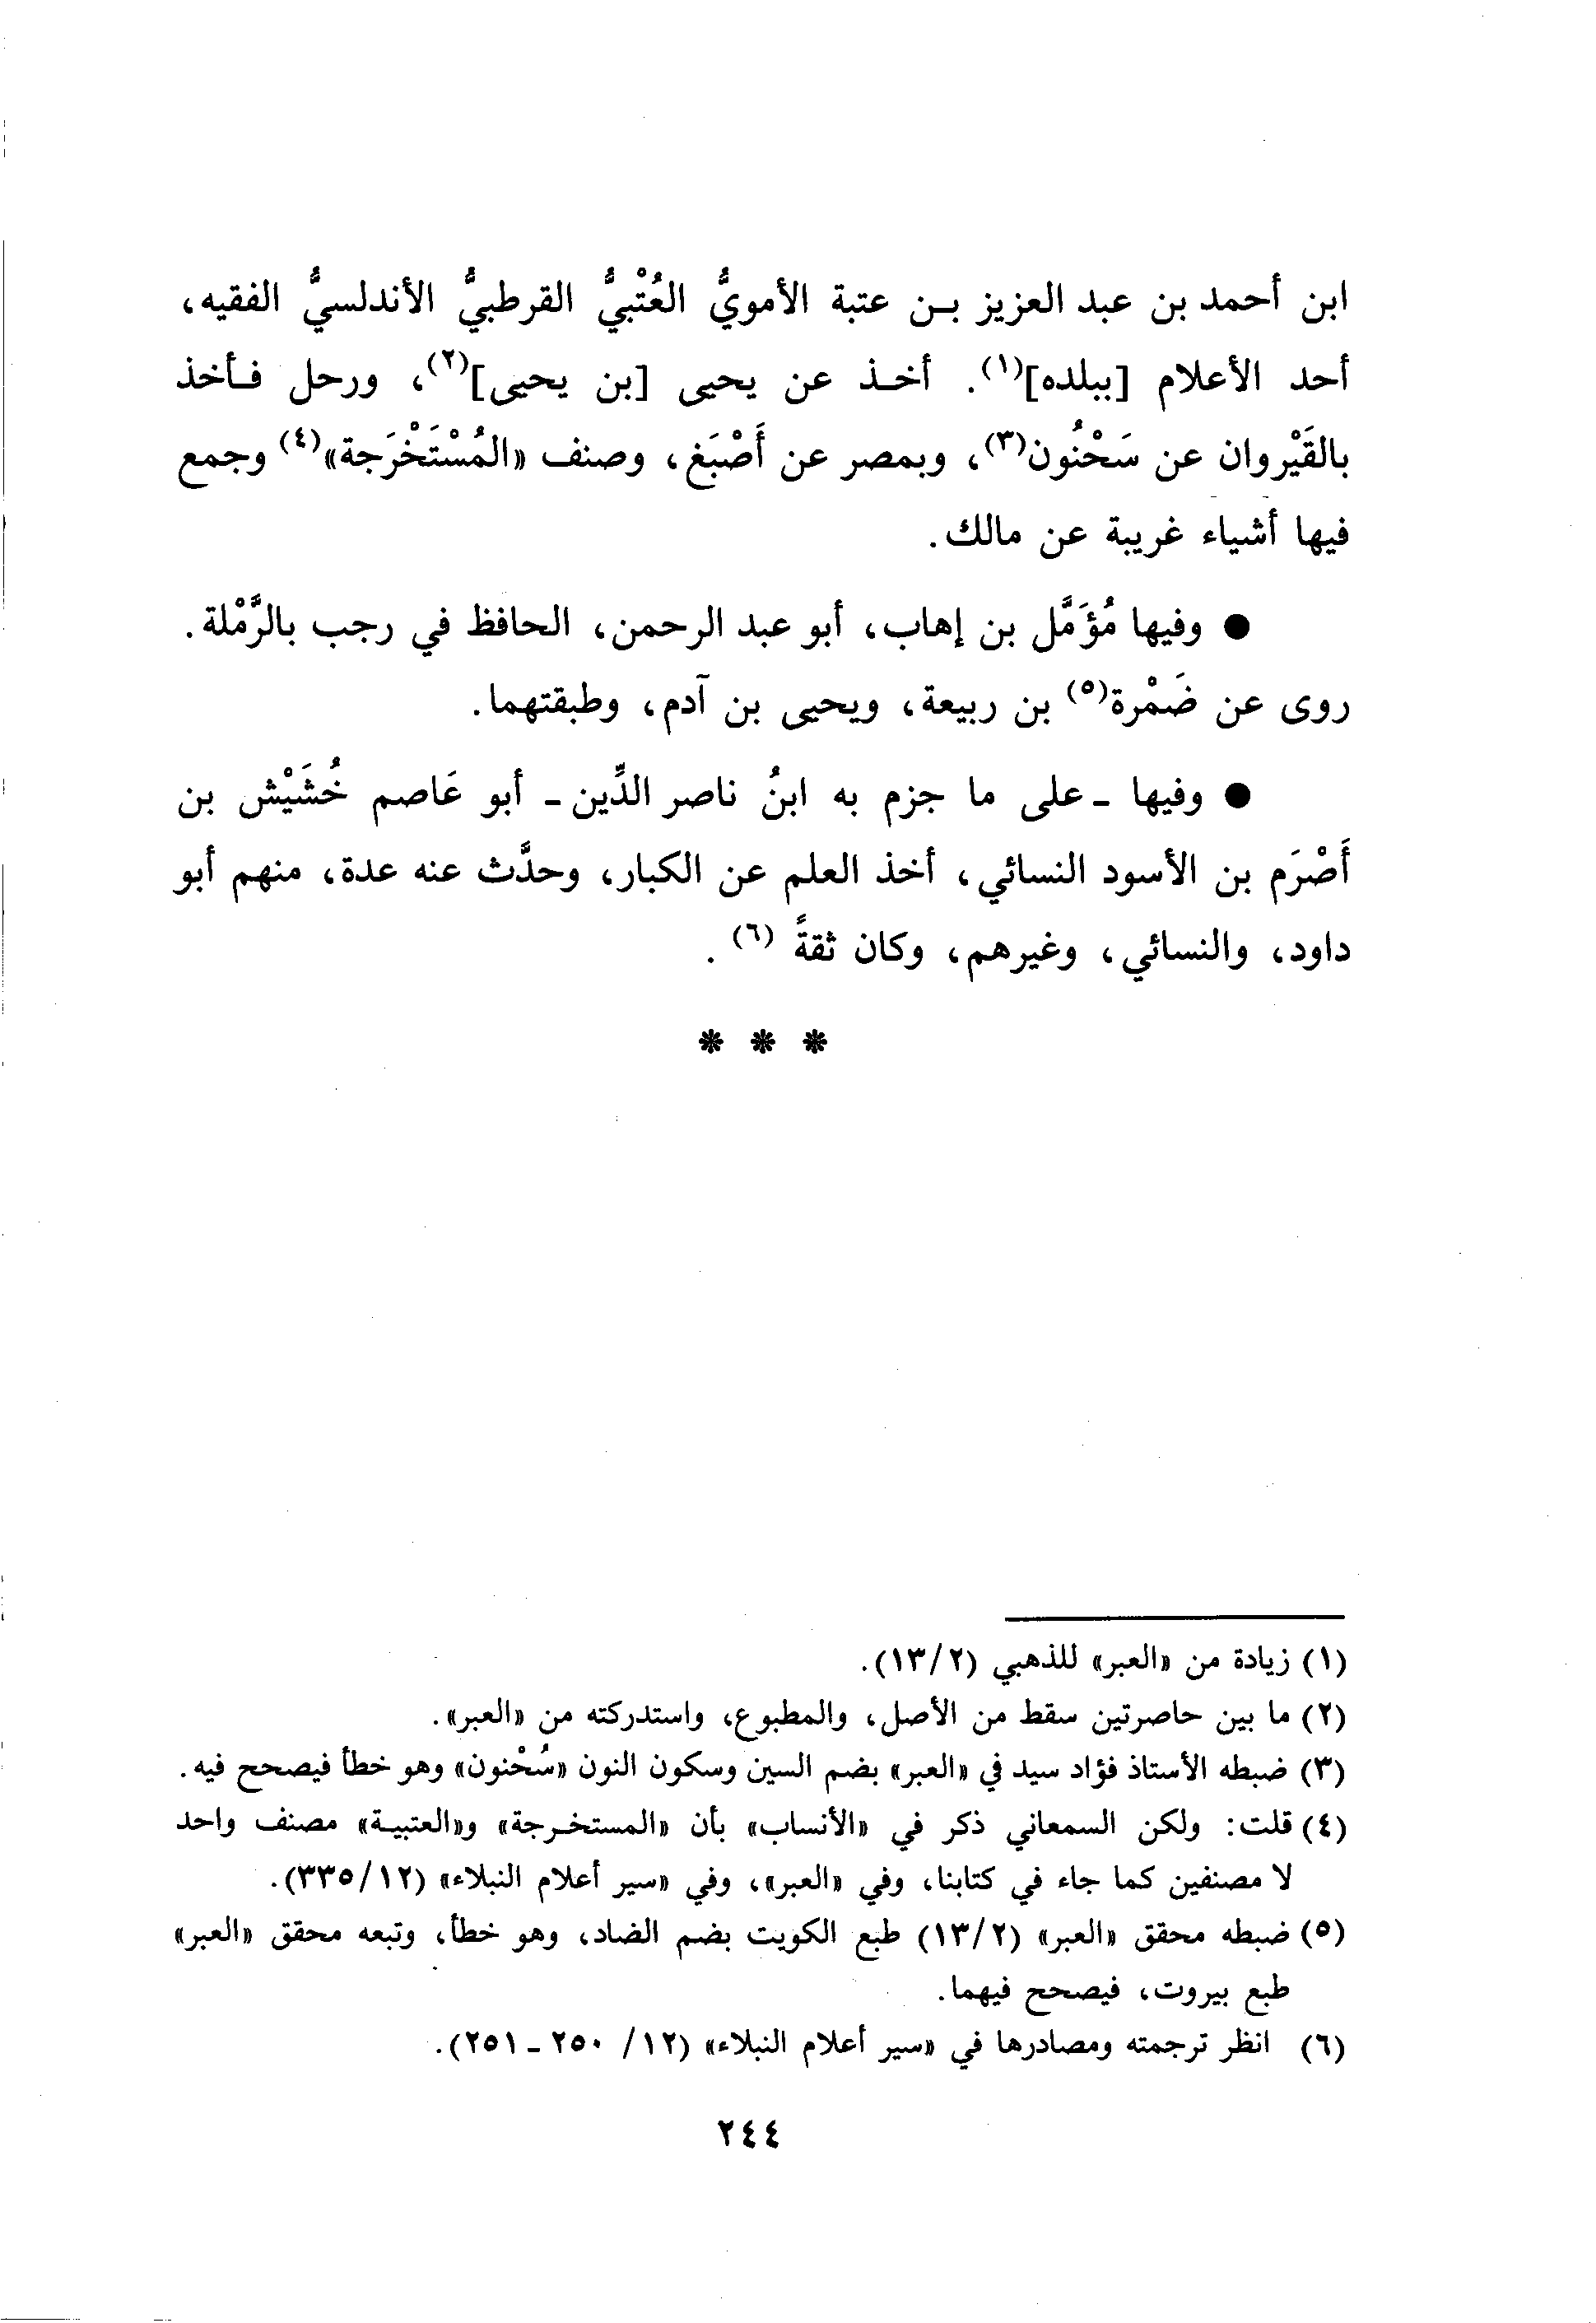 ابن أحمد بن عبد العزيز بـن عتبة الأمويُّ العُتْبيُّ القرطبيُّ الأندلسيُّ الفقيه،
أحد الأعلام [ببلده](١). أخـذ عن يحيى [بن يحيى](٢)، ورحل فـأخذ
بالقَيْروان عن سَحْنُون(٣)، وبمصر عن أَصْبَغ، وصنف «المُسْتَخْرَجة»(٤) وجمع
فيها أشياء غريبة عن مالك.
● وفيها مُؤَمَّل بن إهاب، أبو عبد الرحمن، الحافظ في رجب بالرَّمْلة.
روى عن ضَمْرة(٥) بن ربيعة، ويحيى بن آدم، وطبقتهما.
● وفيها - على ما جزم به ابنُ ناصر الدِّين - أبو عَاصم خُشَيْش بن
أَصْرَم بن الأسود النسائي، أخذ العلم عن الكبار، وحدَّث عنه عدة، منهم أبو
داود، والنسائي، وغيرهم، وكان ثقةً (٦).
* * *
(١) زيادة من «العبر» للذهبي (١٣/٢).
(٢) ما بين حاصرتين سقط من الأصل، والمطبوع، واستدركته من «العبر».
(٣) ضبطه الأستاذ فؤاد سيد في «العبر» بضم السين وسكون النون «سُحْنون» وهو خطأ فيصحح فيه.
(٤) قلت: ولكن السمعاني ذكر في «الأنساب» بأن «المستخـرجة» و«العتبيـة» مصنف واحد
لا مصنفين كما جاء في كتابنا، وفي «العبر»، وفي «سير أعلام النبلاء» (٣٣٥/١٢).
(٥) ضبطه محقق «العبر» (١٣/٢) طبع الكويت بضم الضاد، وهو خطأ، وتبعه محقق «العبر»
طبع بيروت، فيصحح فيهما.
(٦) انظر ترجمته ومصادرها في «سير أعلام النبلاء» (١٢/ ٢٥٠ - ٢٥١).
٢٤٤